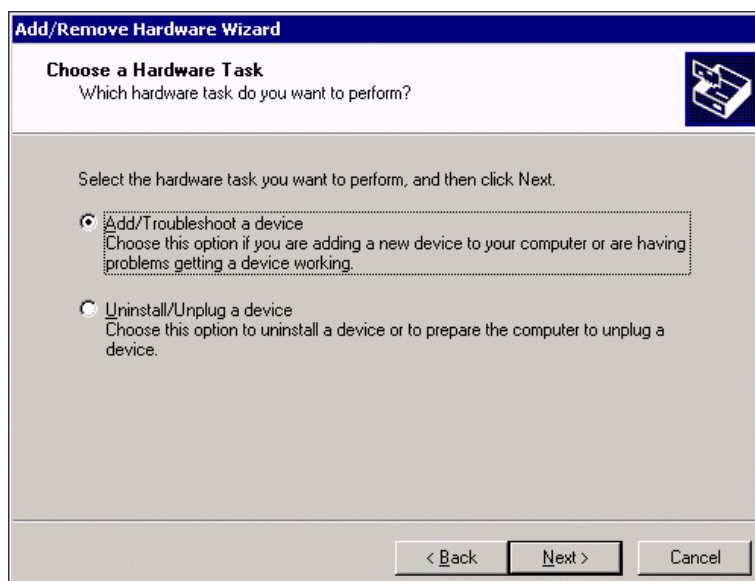 Add/Remove Hardware Wizard
Choose a Hardware Task
Which hardware task do you want to perform?
Select the hardware task you want to perform, and then click Next.
Add/Troubleshoot a device
Choose this option if you are adding a new device to your computer or are having
problems getting a device working.
Uninstall/Unplug a device
Choose this option to uninstall a device or to prepare the computer to unplug a
device.
< Back
Next >
Cancel